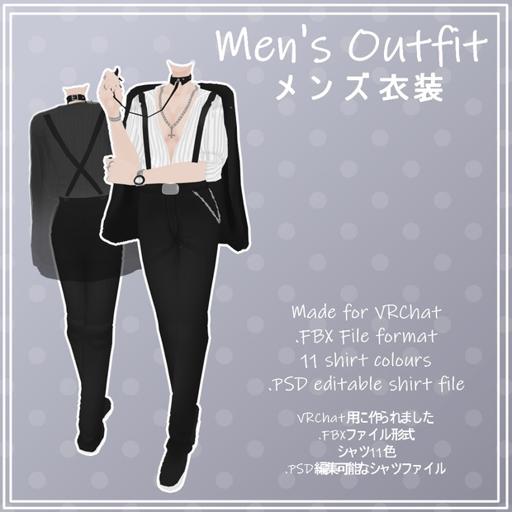 Men's Outfit
メンズ衣装
Made for VRChat
.FBX File format
11 shirt colours
.PSD editable shirt file
VRChat用に作られました
.FBXファイル形式
シャツ11色
.PSD編集可能なシャツファイル